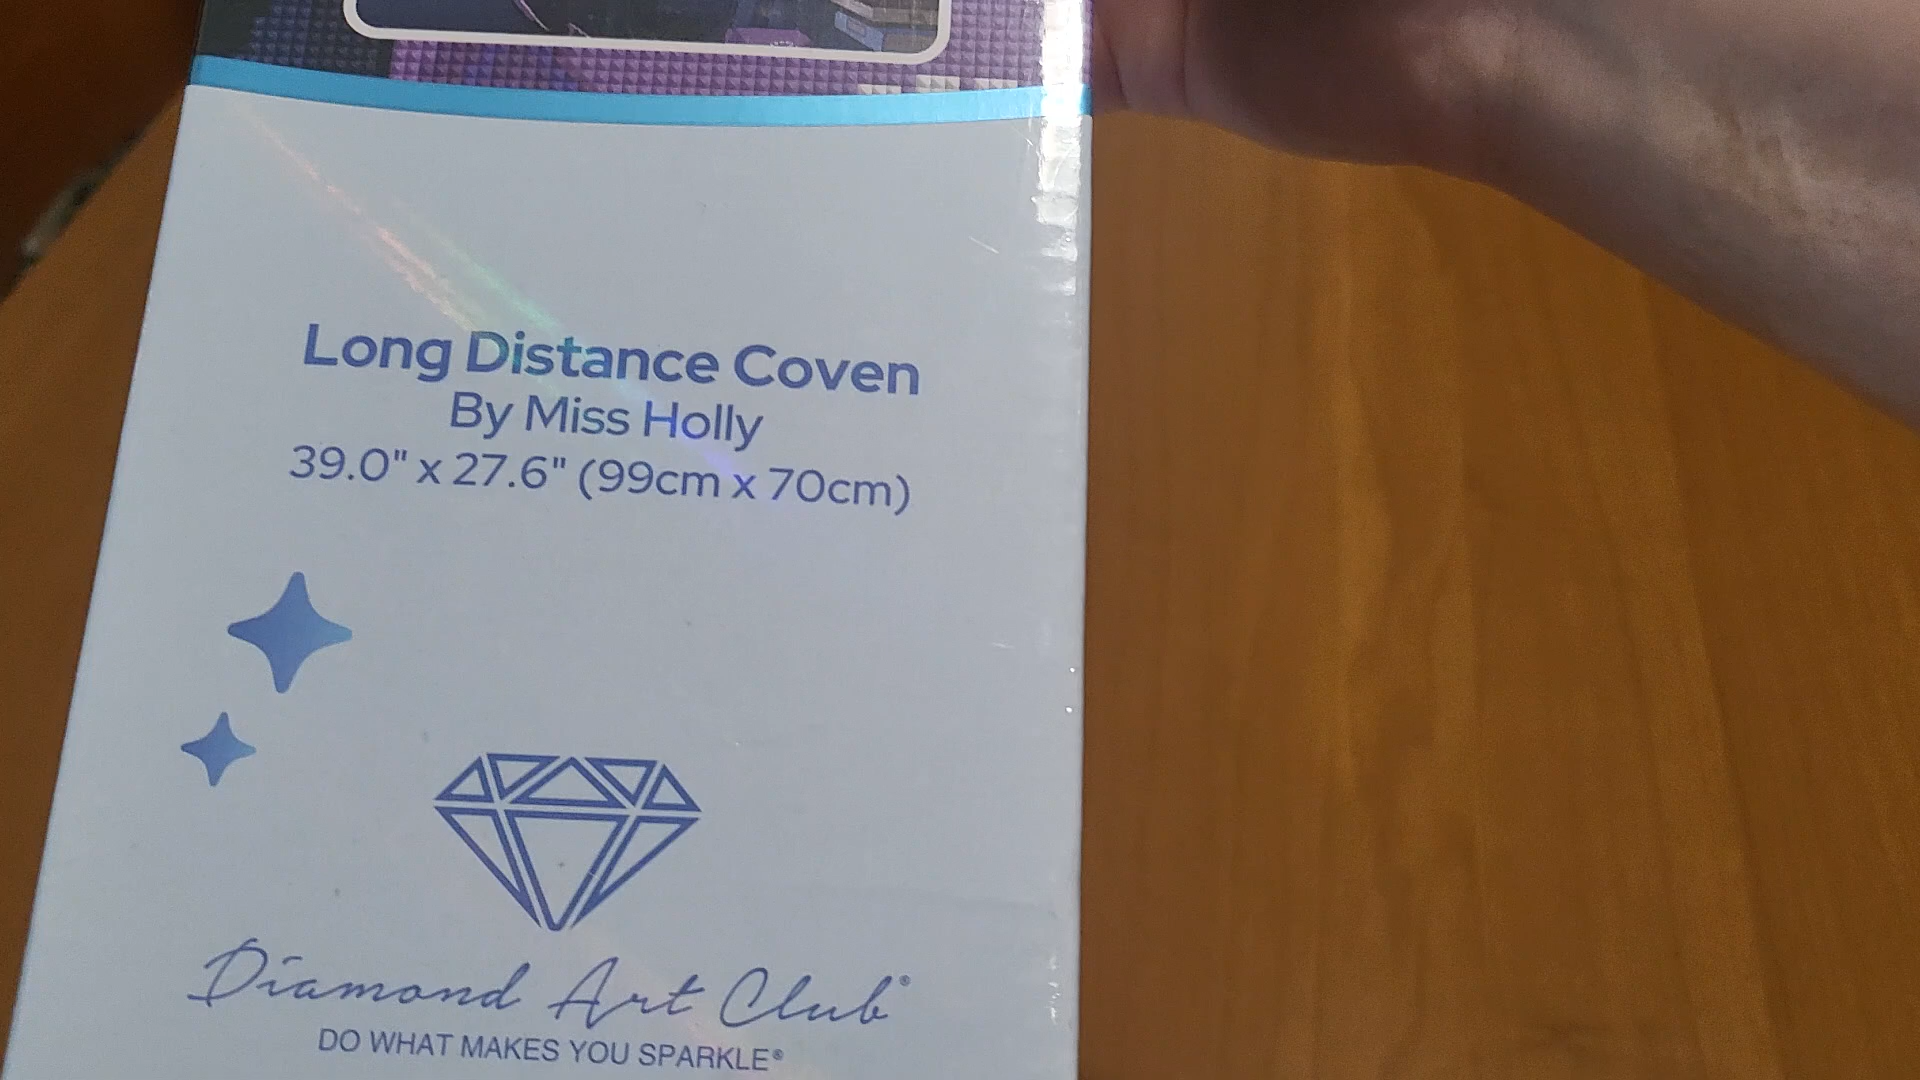 Long Distance Coven
By Miss Holly
39.0" x 27.6" (99cm x 70cm)
Diamond Art Club®
DO WHAT MAKES YOU SPARKLE®